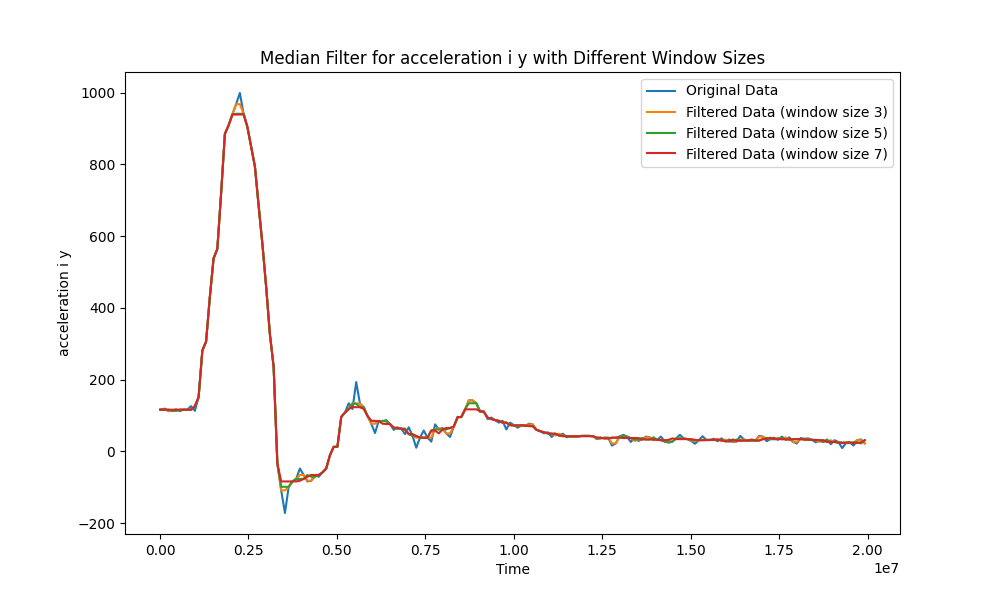 Median Filter for acceleration i y with Different Window Sizes
Original Data
Filtered Data (window size 3)
Filtered Data (window size 5)
Filtered Data (window size 7)
acceleration i y
1000
800
600
400
200
0
−200
0.00 0.25 0.50 0.75 1.00 1.25 1.50 1.75 2.00
1e7
Time